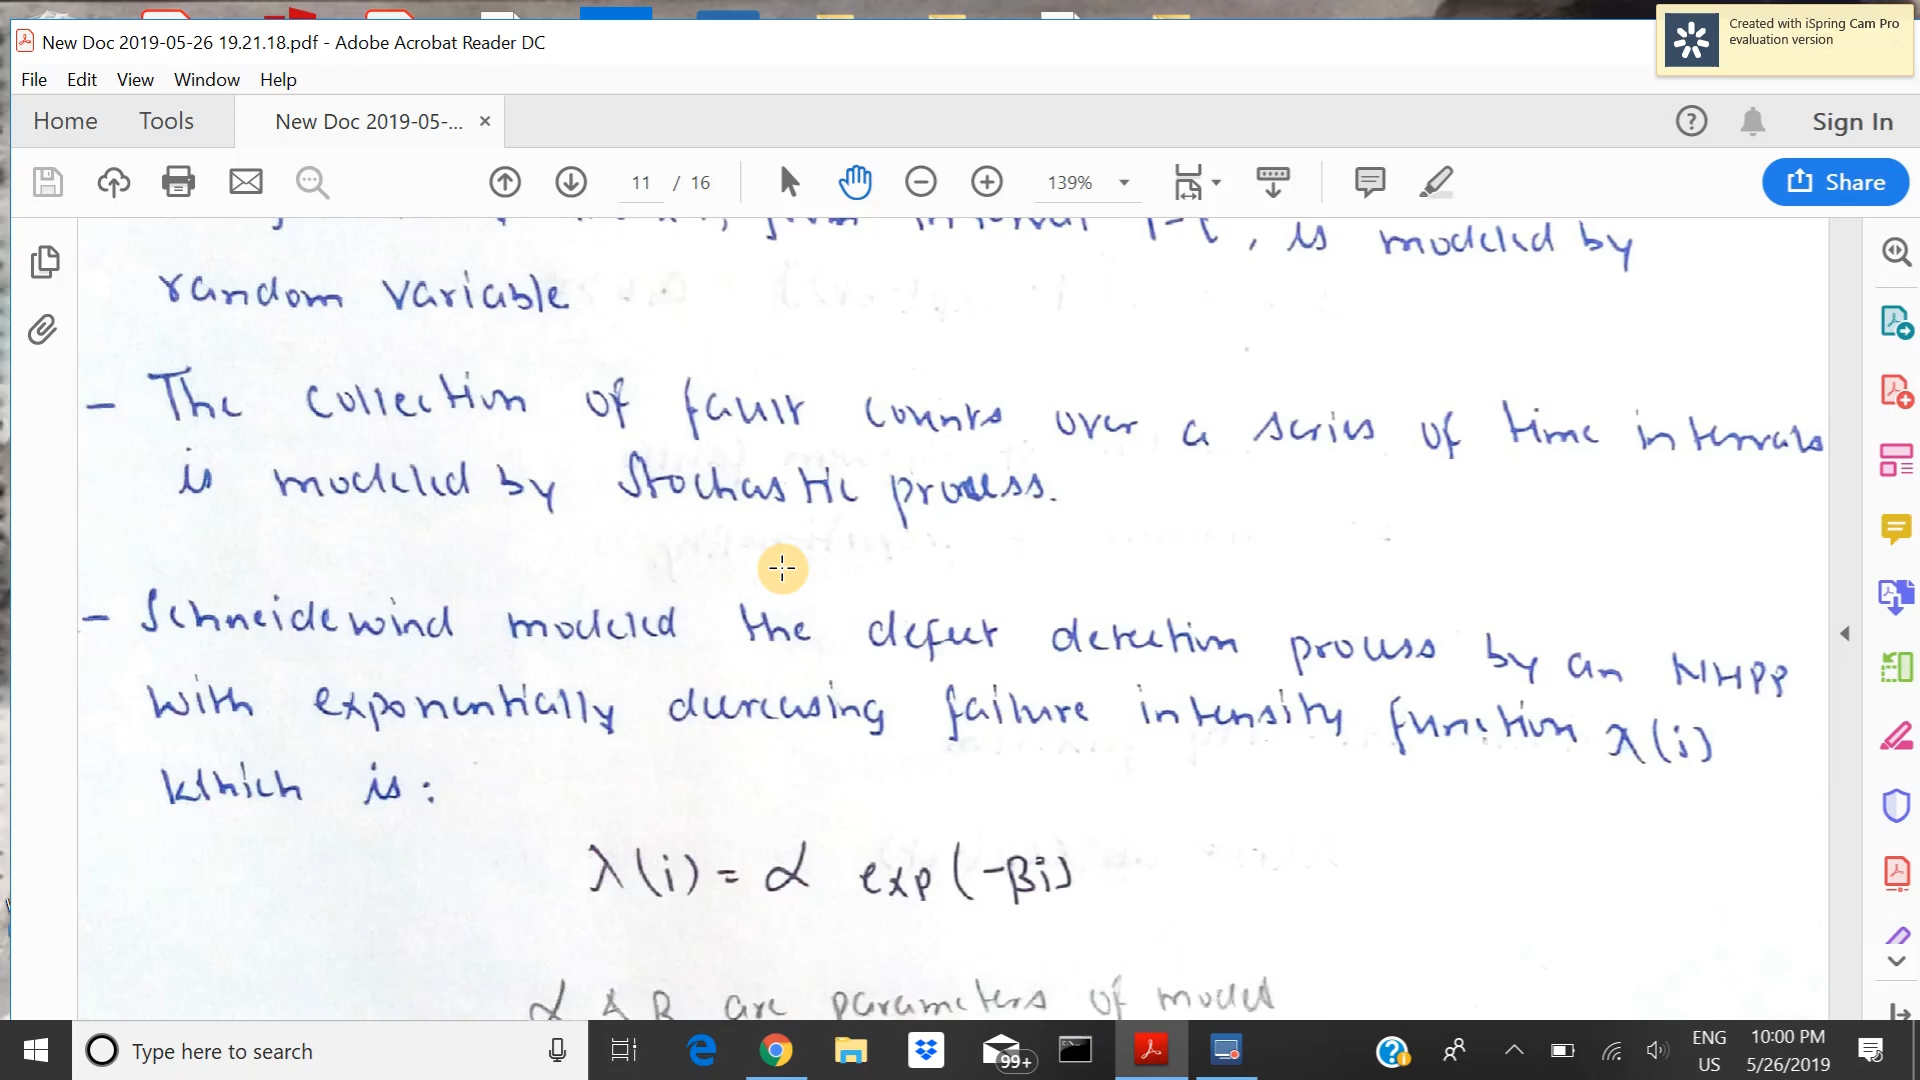 Created with iSpring Cam Pro
evaluation version
New Doc 2019-05-26 19.21.18.pdf - Adobe Acrobat Reader DC
File Edit View Window Help
Home Tools New Doc 2019-05-... × Sign In
11 / 16 139% Share
interval is modeled by
random variable
- The collection of fault counts over a series of time intervals
is modeled by stochastic process.
- Schneidewind modeled the defect detection process by an NHPP
with exponentially decreasing failure intensity function λ(i)
which is:
λ(i) = α exp(-βi)
α & β are parameters of model
Type here to search
99+
ENG
US
10:00 PM
5/26/2019